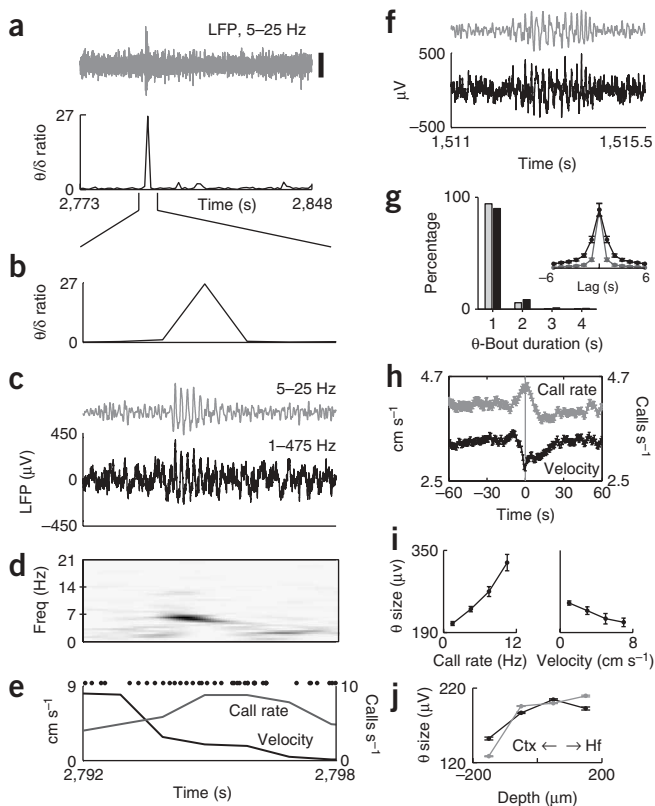 a
LFP, 5–25 Hz
27
θ/δ ratio
0
2,773
Time (s)
2,848
b
27
θ/δ ratio
0
c
5–25 Hz
450
1–475 Hz
LFP (μV)
0
−450
d
21
14
7
0
Freq (Hz)
e
9
10
cm s⁻¹
Call rate
Velocity
Calls s⁻¹
0
0
2,792
2,798
Time (s)
f
500
μV
−500
1,511
1,515.5
Time (s)
g
100
Percentage
0
−6
6
Lag (s)
1 2 3 4
θ-Bout duration (s)
h
4.7
4.7
Call rate
cm s⁻¹
Calls s⁻¹
Velocity
2.5
2.5
−60 −30 0 30 60
Time (s)
i
350
θ size (μv)
190
0 12 0 8
Call rate (Hz) Velocity (cm s⁻¹)
j
220
θ size (μV)
Ctx ← → Hf
120
−200 200
Depth (μm)